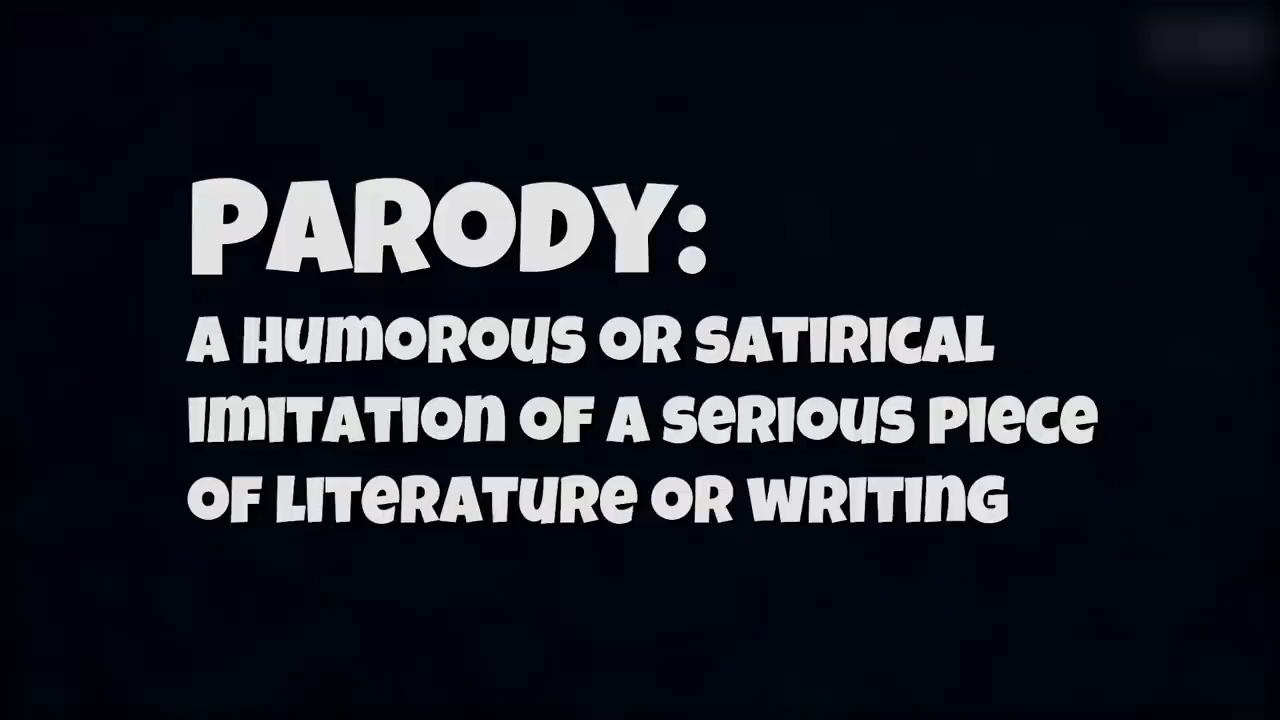 PARODY:
A HUMOROUS OR SATIRICAL
IMITATION OF A SERIOUS PIECE
OF LITERATURE OR WRITING